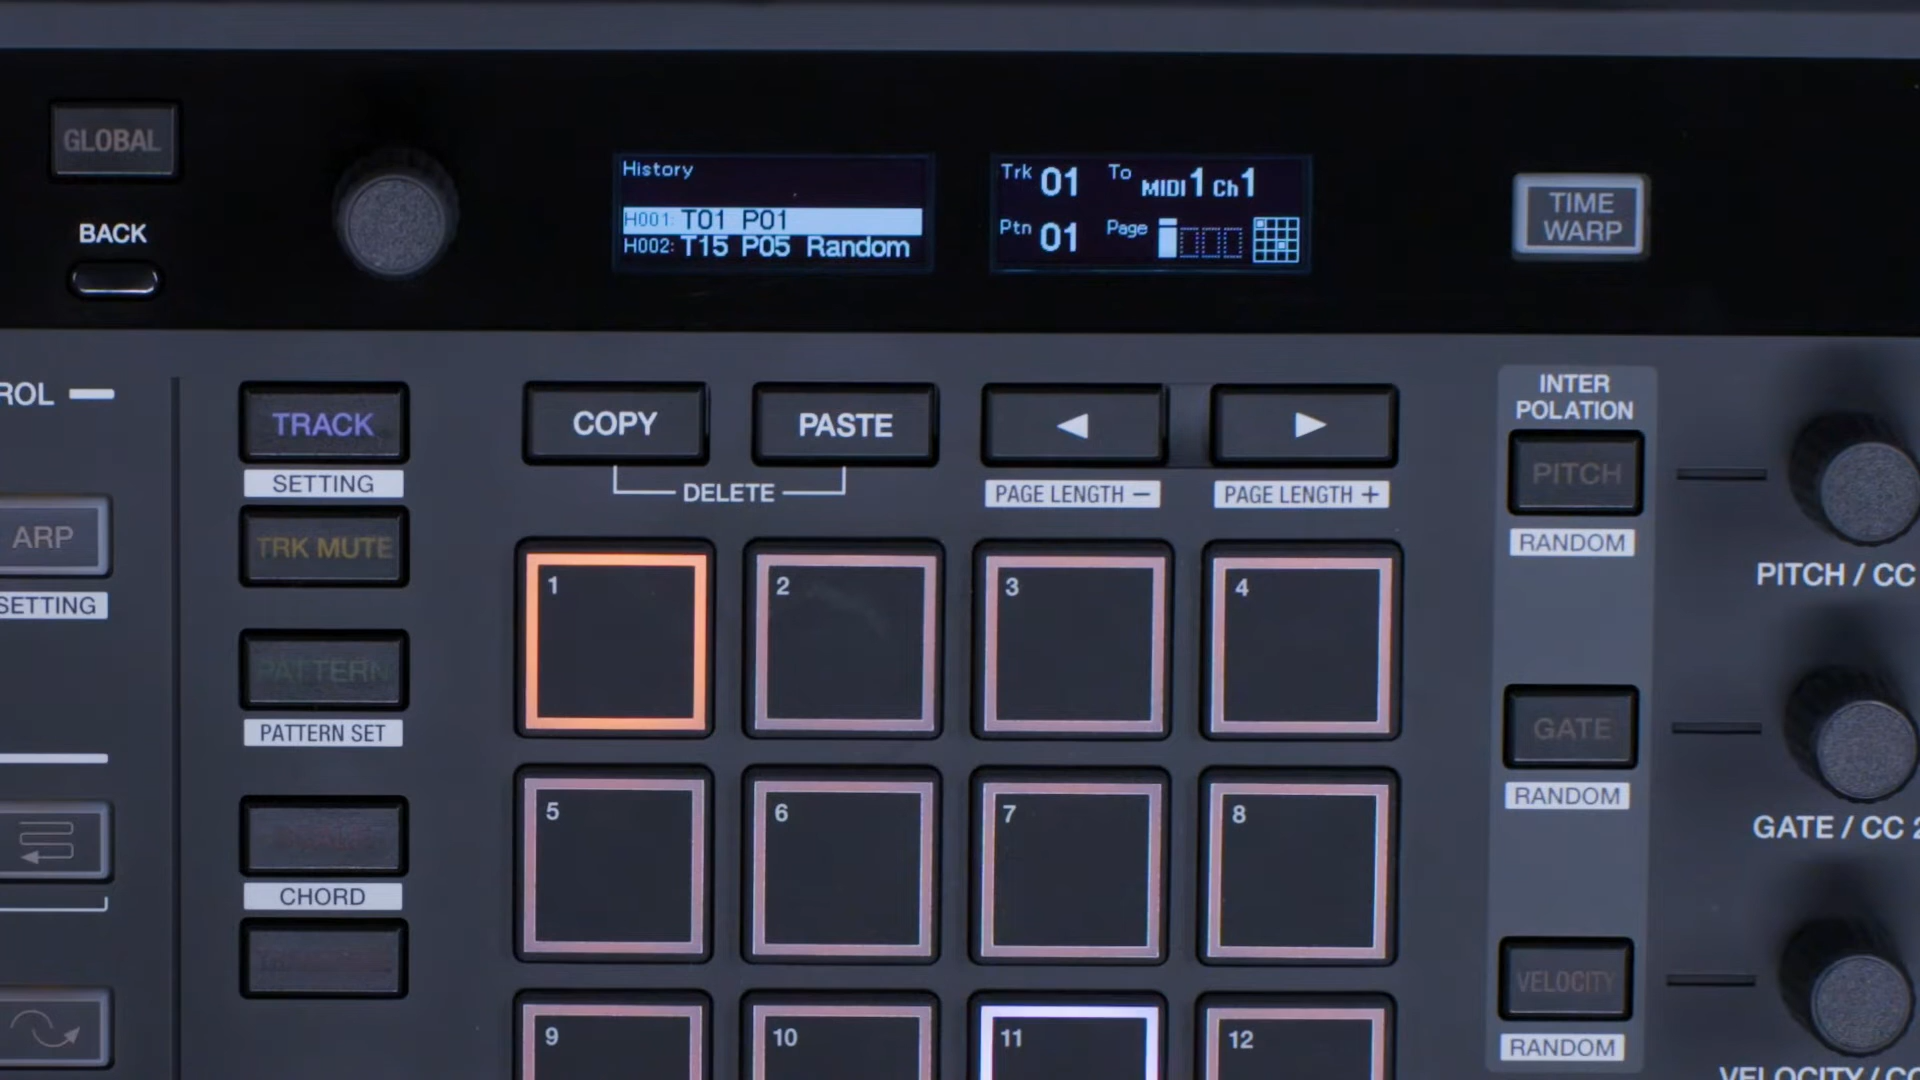 GLOBAL
BACK
History
H001: T01 P01
H002: T15 P05 Random
Trk 01 To MIDI 1 Ch 1
Ptn 01 Page
TIME
WARP
ROL
TRACK
SETTING
TRK MUTE
PATTERN
PATTERN SET
CHORD
ARP
SETTING
COPY
PASTE
DELETE
◀
▶
PAGE LENGTH −
PAGE LENGTH +
1
2
3
4
5
6
7
8
9
10
11
12
INTER
POLATION
PITCH
RANDOM
PITCH / CC
GATE
RANDOM
GATE / CC 2
VELOCITY
RANDOM
VELOCITY / CC